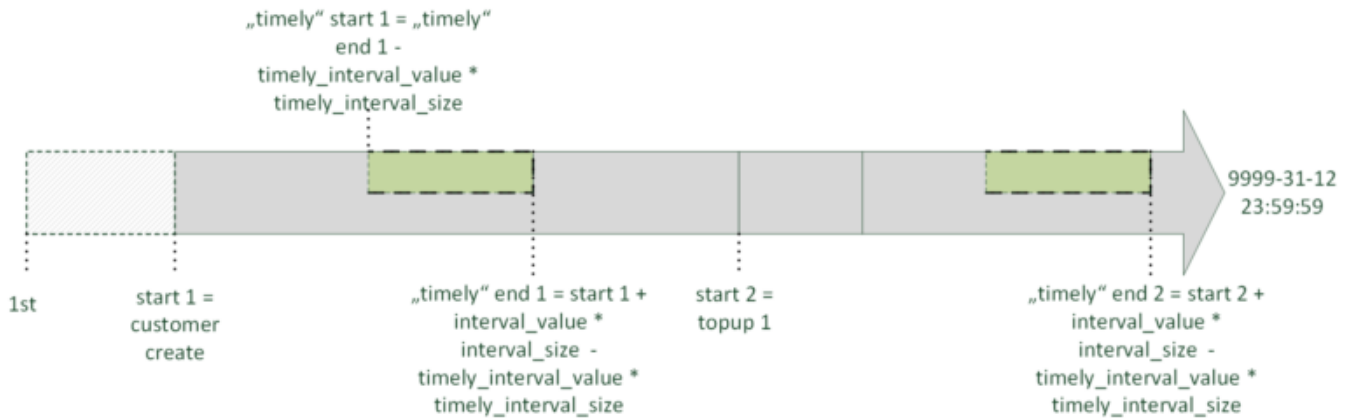 „timely“ start 1 = „timely“
end 1 -
timely_interval_value *
timely_interval_size
9999-31-12
23:59:59
1st
start 1 =
customer
create
„timely“ end 1 = start 1 +
interval_value *
interval_size -
timely_interval_value *
timely_interval_size
start 2 =
topup 1
„timely“ end 2 = start 2 +
interval_value *
interval_size -
timely_interval_value *
timely_interval_size